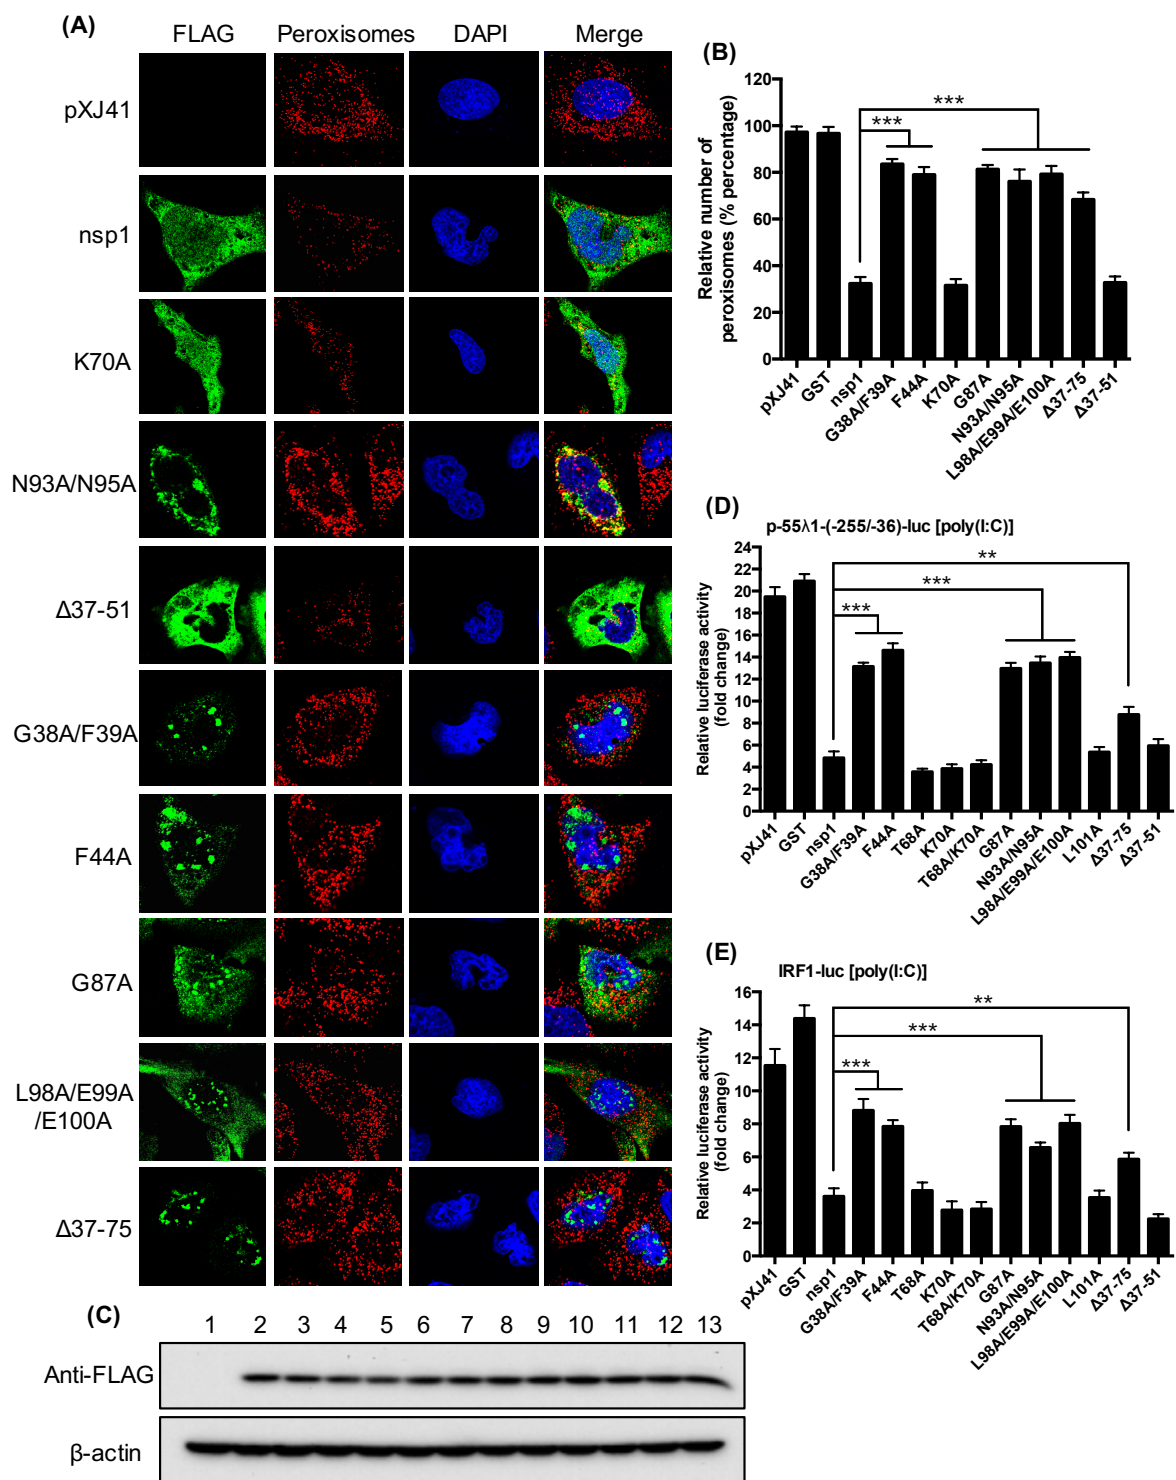 (A)
FLAG Peroxisomes DAPI Merge
pXJ41
nsp1
K70A
N93A/N95A
Δ37-51
G38A/F39A
F44A
G87A
L98A/E99A
/E100A
Δ37-75
(B)
Relative number of
peroxisomes (% percentage)
120
100
80
60
40
20
0
***
***
pXJ41
GST
nsp1
G38A/F39A
F44A
K70A
G87A
N93A/N95A
L98A/E99A/E100A
Δ37-75
Δ37-51
(C)
1 2 3 4 5 6 7 8 9 10 11 12 13
Anti-FLAG
β-actin
(D)
p-55λ1-(-255/-36)-luc [poly(I:C)]
Relative luciferase activity
(fold change)
24
22
20
18
16
14
12
10
8
6
4
2
0
**
***
***
pXJ41
GST
nsp1
G38A/F39A
F44A
T68A
K70A
T68A/K70A
G87A
N93A/N95A
L98A/E99A/E100A
L101A
Δ37-75
Δ37-51
(E)
IRF1-luc [poly(I:C)]
Relative luciferase activity
(fold change)
16
14
12
10
8
6
4
2
0
**
***
***
pXJ41
GST
nsp1
G38A/F39A
F44A
T68A
K70A
T68A/K70A
G87A
N93A/N95A
L98A/E99A/E100A
L101A
Δ37-75
Δ37-51